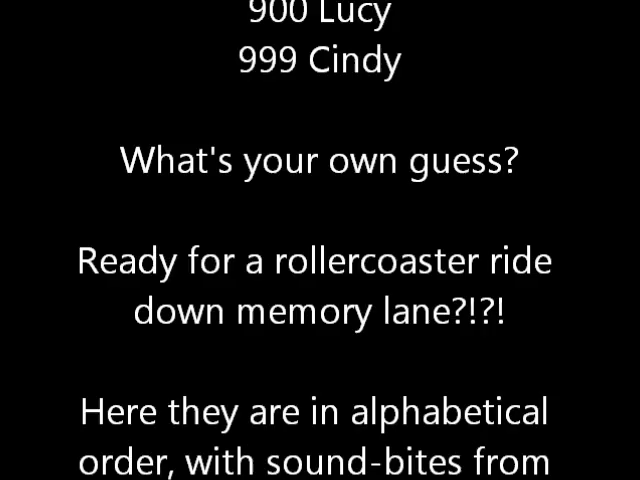 900 Lucy
999 Cindy
What's your own guess?
Ready for a rollercoaster ride
down memory lane?!?!
Here they are in alphabetical
order, with sound-bites from